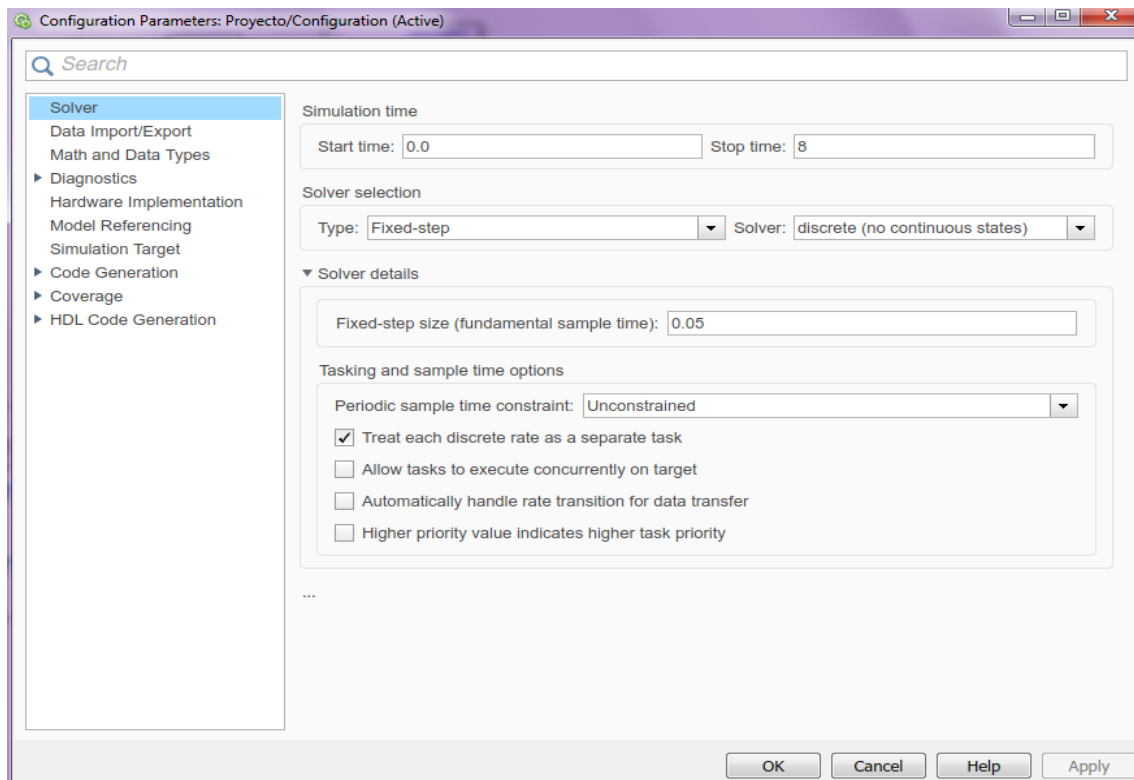 Configuration Parameters: Proyecto/Configuration (Active)
Search
Solver
Data Import/Export
Math and Data Types
Diagnostics
Hardware Implementation
Model Referencing
Simulation Target
Code Generation
Coverage
HDL Code Generation
Simulation time
Start time: 0.0 Stop time: 8
Solver selection
Type: Fixed-step Solver: discrete (no continuous states)
Solver details
Fixed-step size (fundamental sample time): 0.05
Tasking and sample time options
Periodic sample time constraint: Unconstrained
Treat each discrete rate as a separate task
Allow tasks to execute concurrently on target
Automatically handle rate transition for data transfer
Higher priority value indicates higher task priority
...
OK Cancel Help Apply